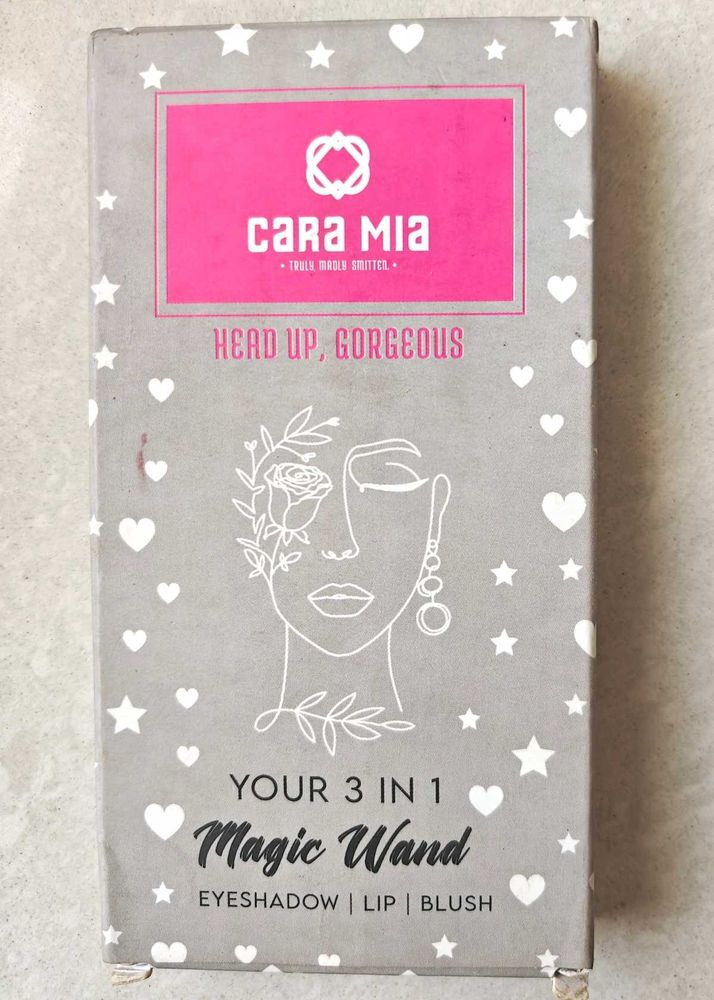 CARA MIA
• TRULY, MADLY SMITTEN. •
HEAD UP, GORGEOUS
YOUR 3 IN 1
Magic Wand
EYESHADOW | LIP | BLUSH